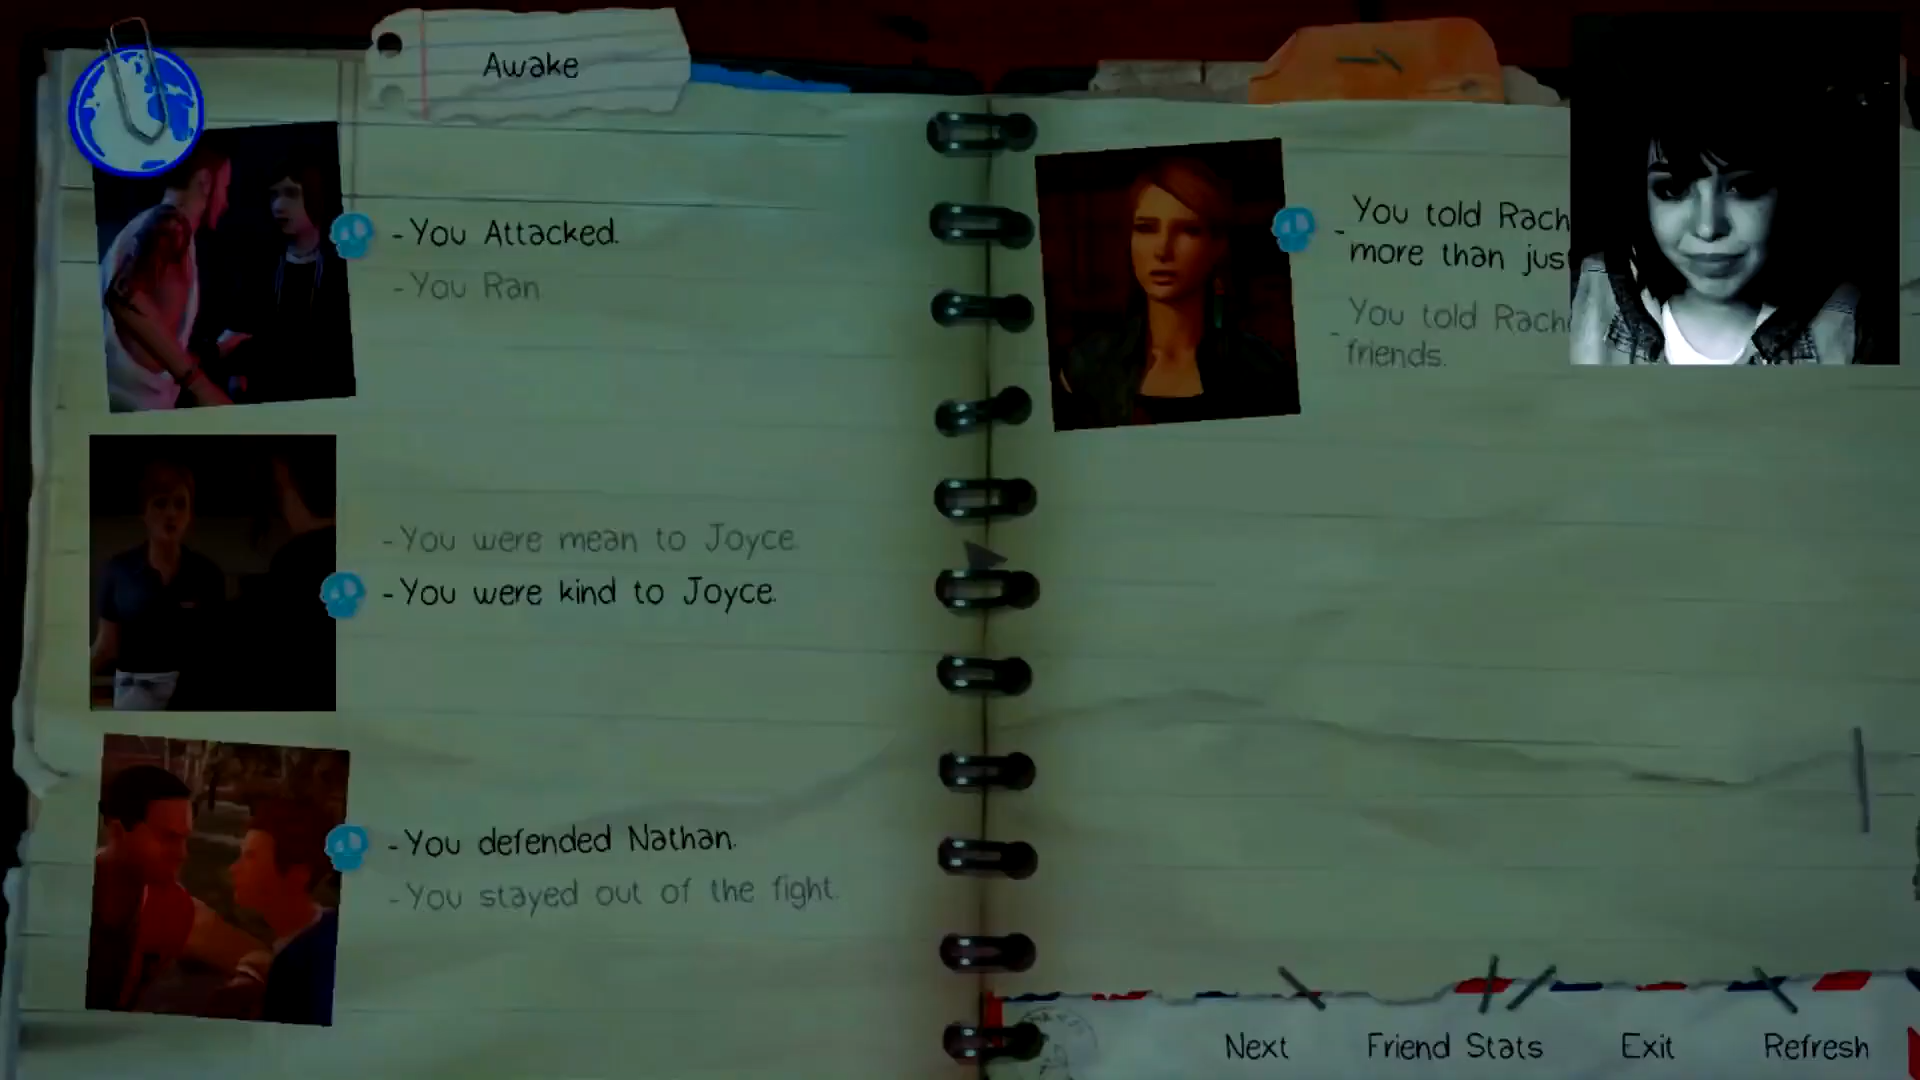 Awake
- You Attacked.
- You Ran
- You were mean to Joyce.
- You were kind to Joyce.
- You defended Nathan.
- You stayed out of the fight.
- You told Rach
more than jus
- You told Rach
friends.
Next Friend Stats Exit Refresh